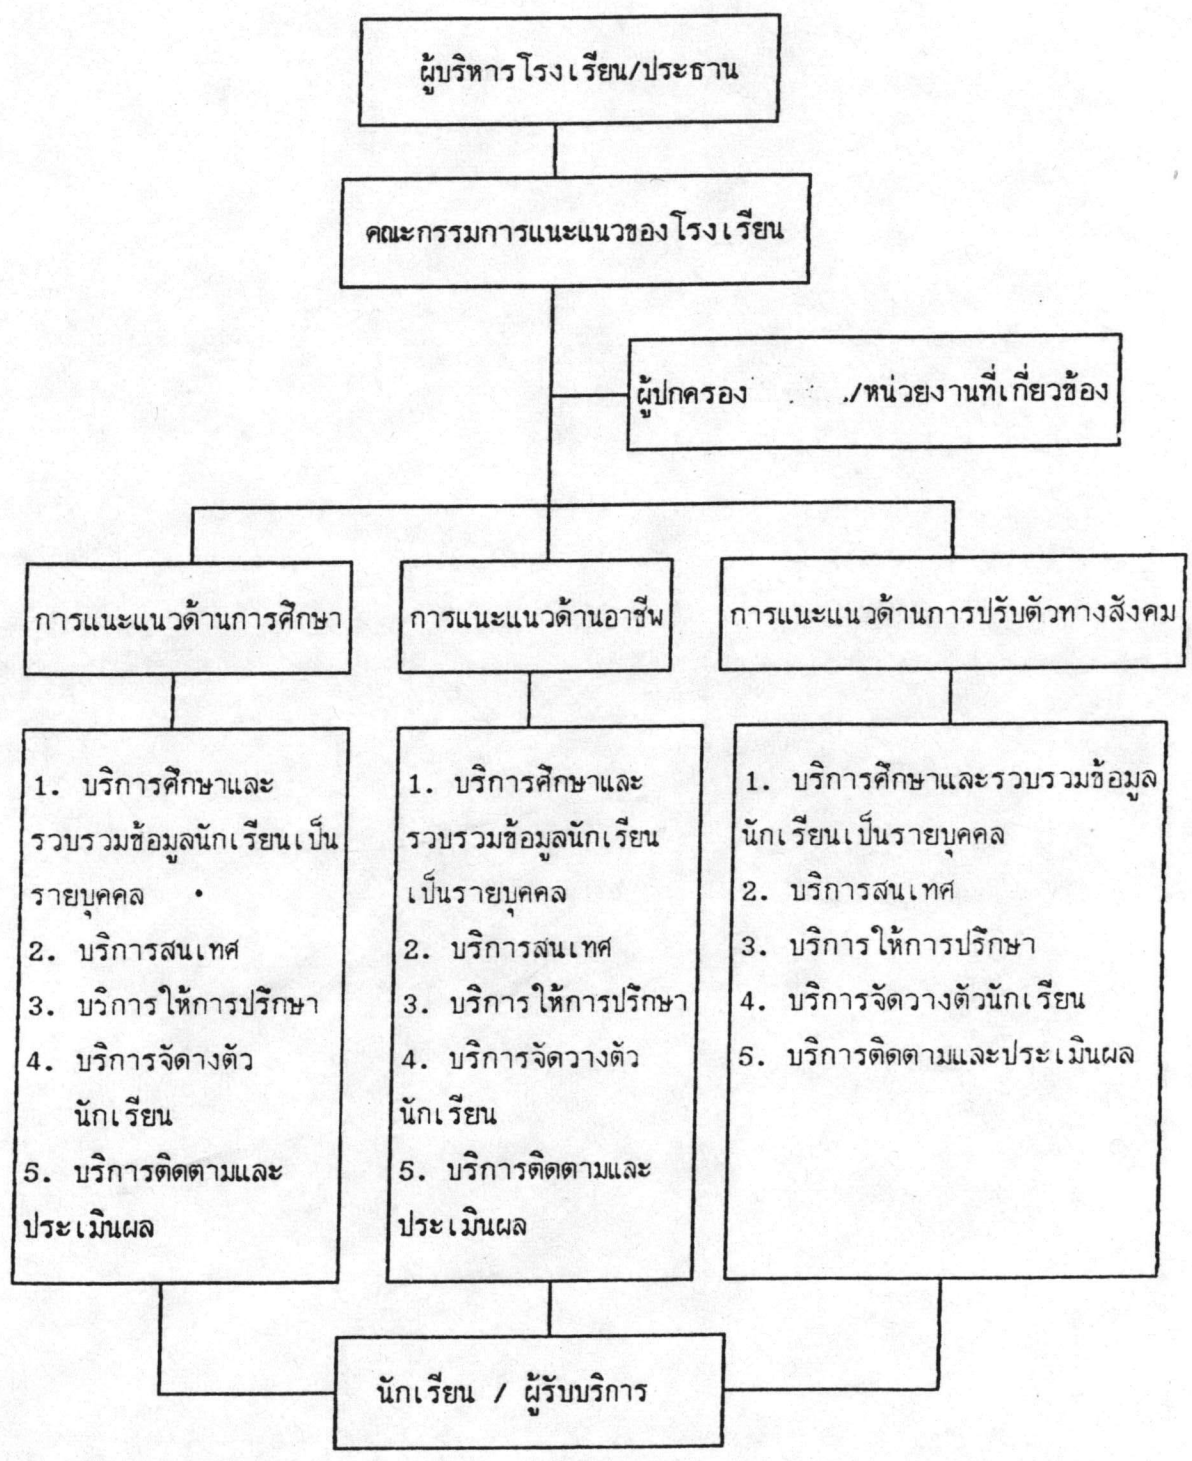 ผู้บริหารโรงเรียน/ประธาน
คณะกรรมการแนะแนวของโรงเรียน
ผู้ปกครอง ./หน่วยงานที่เกี่ยวข้อง
การแนะแนวด้านการศึกษา
การแนะแนวด้านอาชีพ
การแนะแนวด้านการปรับตัวทางสังคม
1. บริการศึกษาและ
รวบรวมข้อมูลนักเรียนเป็น
รายบุคคล
2. บริการสนเทศ
3. บริการให้การปรึกษา
4. บริการจัดางตัว
นักเรียน
5. บริการติดตามและ
ประเมินผล
1. บริการศึกษาและ
รวบรวมข้อมูลนักเรียน
เป็นรายบุคคล
2. บริการสนเทศ
3. บริการให้การปรึกษา
4. บริการจัดวางตัว
นักเรียน
5. บริการติดตามและ
ประเมินผล
1. บริการศึกษาและรวบรวมข้อมูล
นักเรียนเป็นรายบุคคล
2. บริการสนเทศ
3. บริการให้การปรึกษา
4. บริการจัดวางตัวนักเรียน
5. บริการติดตามและประเมินผล
นักเรียน / ผู้รับบริการ